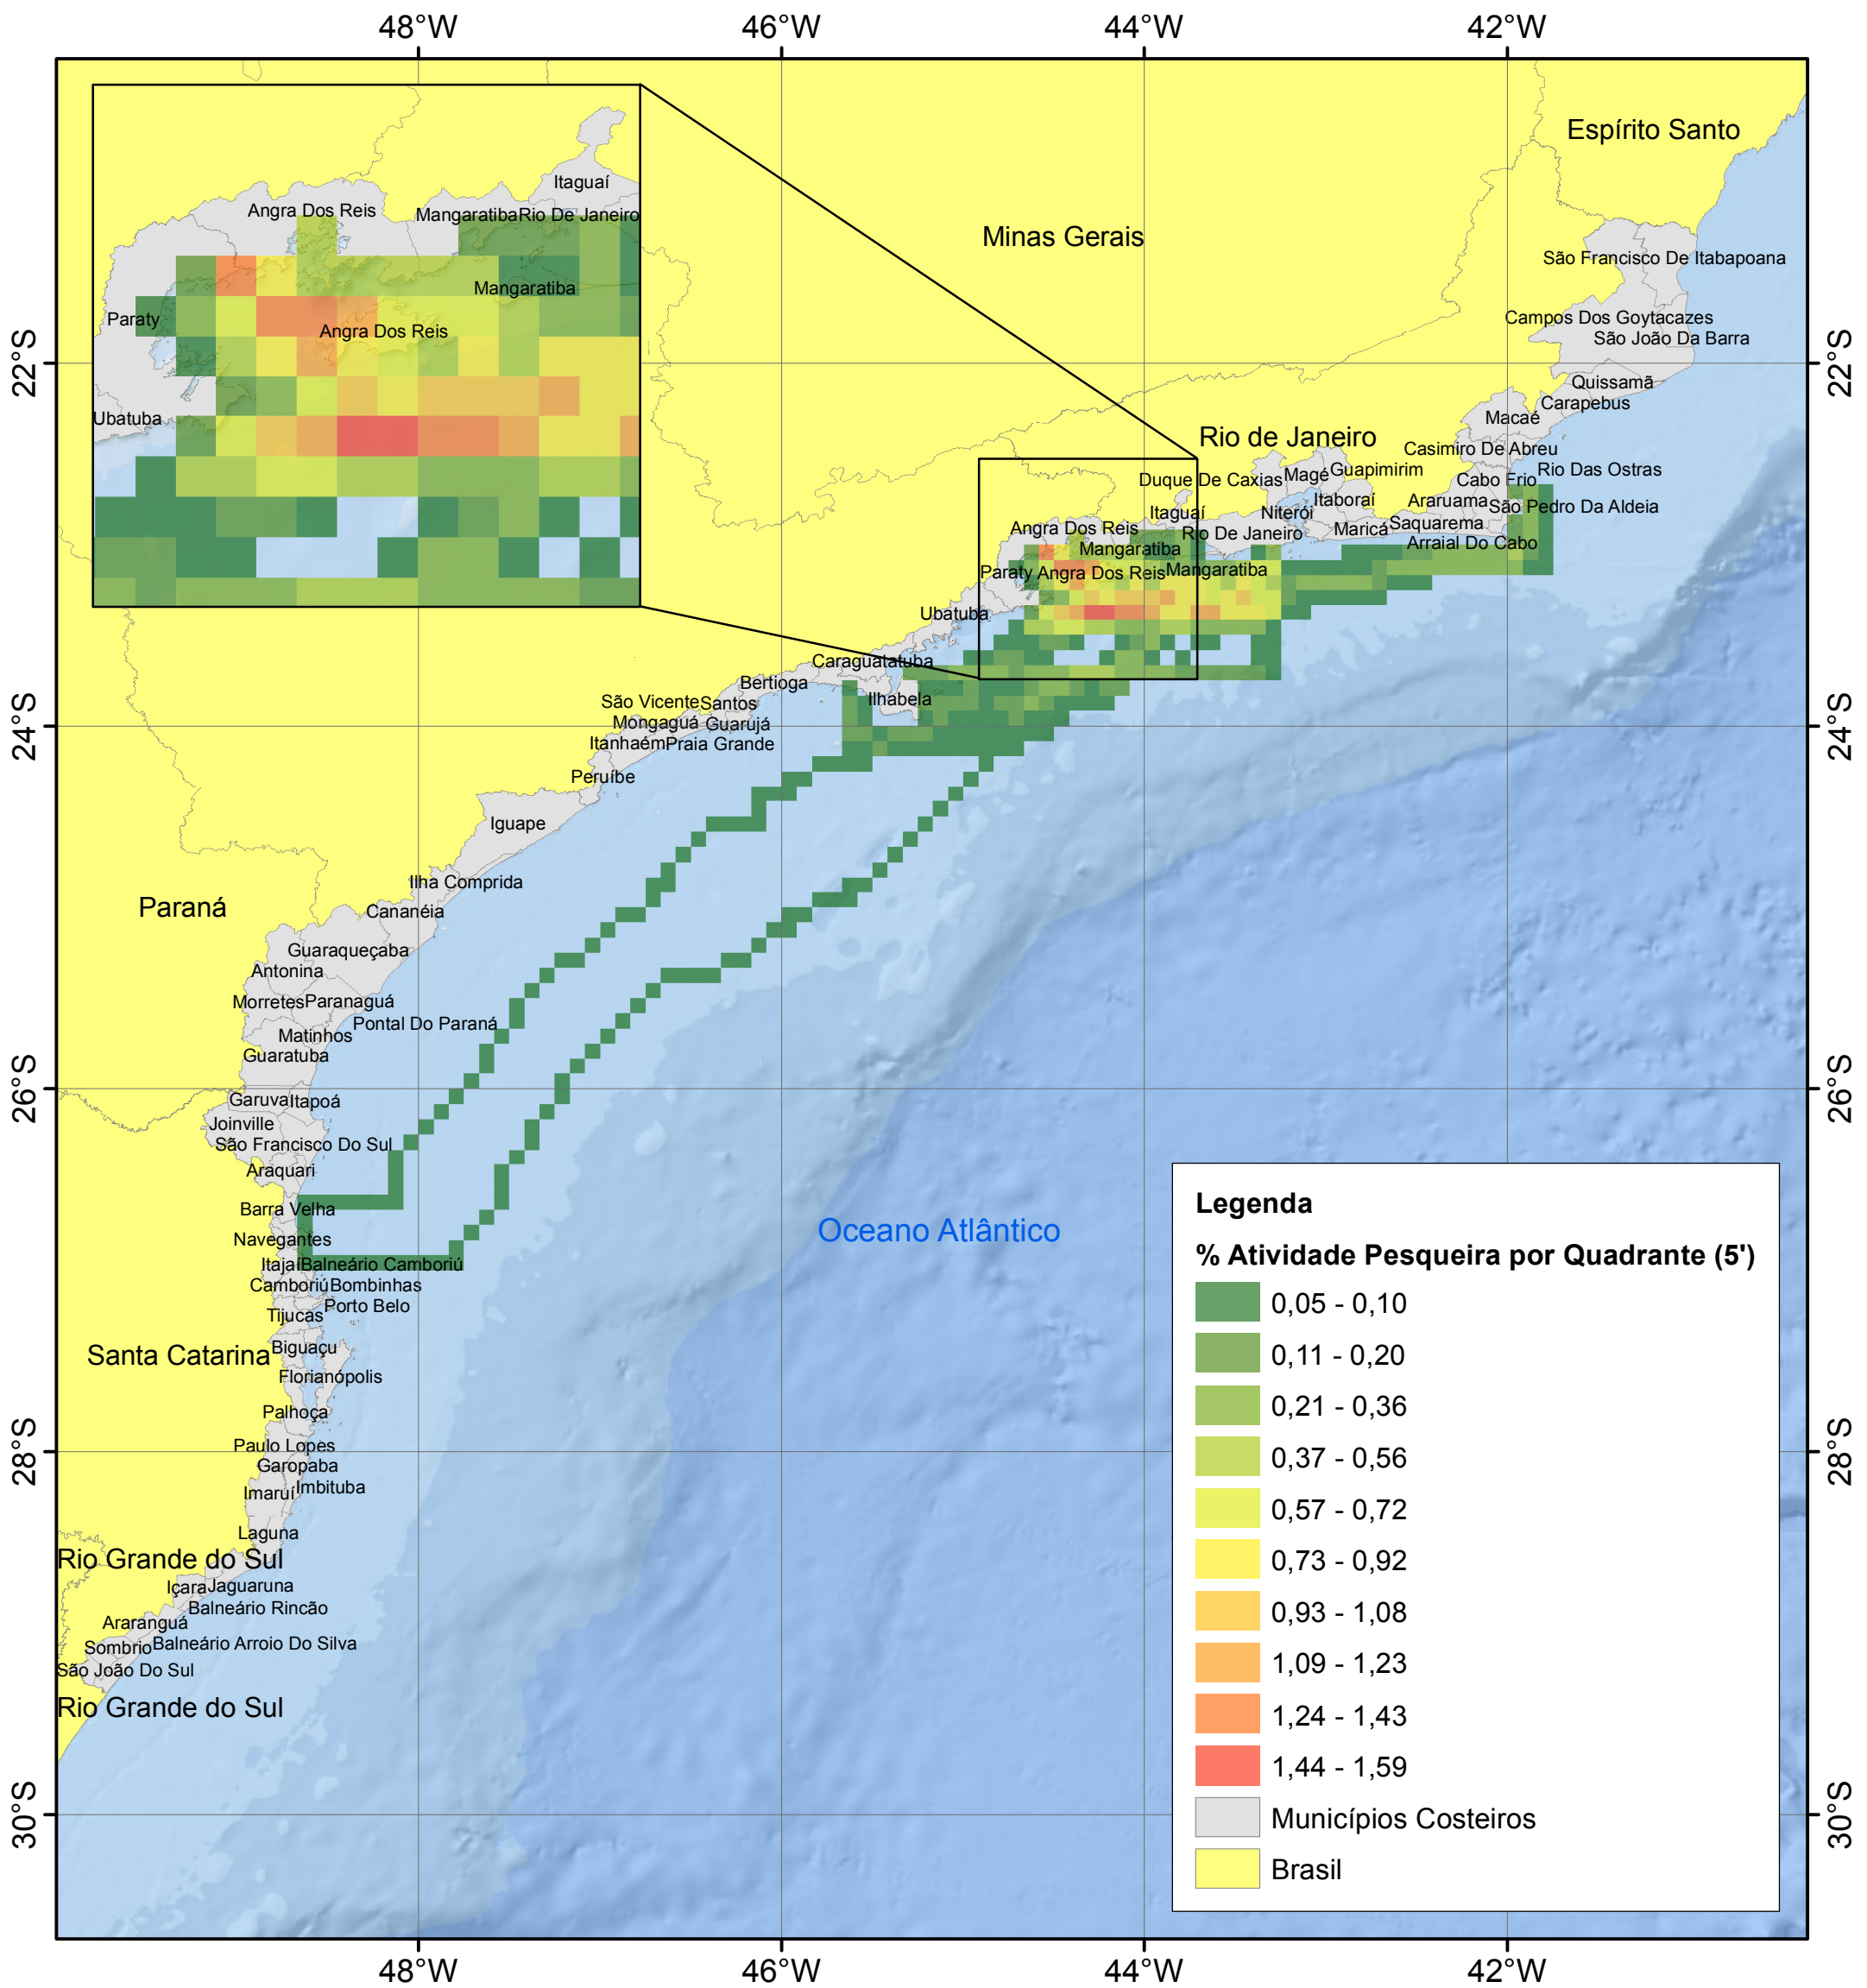 48°W
46°W
44°W
42°W
Espírito Santo
Itaguaí
Angra Dos Reis
Mangaratiba
Rio De Janeiro
Minas Gerais
São Francisco De Itabapoana
Mangaratiba
Paraty
Angra Dos Reis
Campos Dos Goytacazes
São João Da Barra
22°S
22°S
Quissamã
Carapebus
Ubatuba
Macaé
Rio de Janeiro
Casimiro De Abreu
Duque De Caxias
Magé
Guapimirim
Rio Das Ostras
Cabo Frio
Itaboraí
Araruama
São Pedro Da Aldeia
Itaguaí
Niterói
Angra Dos Reis
Rio De Janeiro
Maricá
Saquarema
Arraial Do Cabo
Mangaratiba
Paraty
Angra Dos Reis
Mangaratiba
Ubatuba
Caraguatatuba
Bertioga
Ilhabela
São Vicente
Santos
Mongaguá
Guarujá
24°S
24°S
Itanhaém
Praia Grande
Peruíbe
Iguape
Ilha Comprida
Paraná
Cananéia
Guaraqueçaba
Antonina
Morretes
Paranaguá
Pontal Do Paraná
Matinhos
Guaratuba
26°S
26°S
Garuva
Itapoá
Joinville
São Francisco Do Sul
Araquari
Barra Velha
Navegantes
Oceano Atlântico
Itajaí
Balneário Camboriú
Camboriú
Bombinhas
Porto Belo
Tijucas
Santa Catarina
Biguaçu
Florianópolis
Palhoça
28°S
28°S
Paulo Lopes
Garopaba
Imaruí
Imbituba
Laguna
Rio Grande do Sul
Içara
Jaguaruna
Balneário Rincão
Araranguá
Sombrio
Balneário Arroio Do Silva
São João Do Sul
Rio Grande do Sul
30°S
30°S
Legenda
% Atividade Pesqueira por Quadrante (5')
0,05 - 0,10
0,11 - 0,20
0,21 - 0,36
0,37 - 0,56
0,57 - 0,72
0,73 - 0,92
0,93 - 1,08
1,09 - 1,23
1,24 - 1,43
1,44 - 1,59
Municípios Costeiros
Brasil
48°W
46°W
44°W
42°W